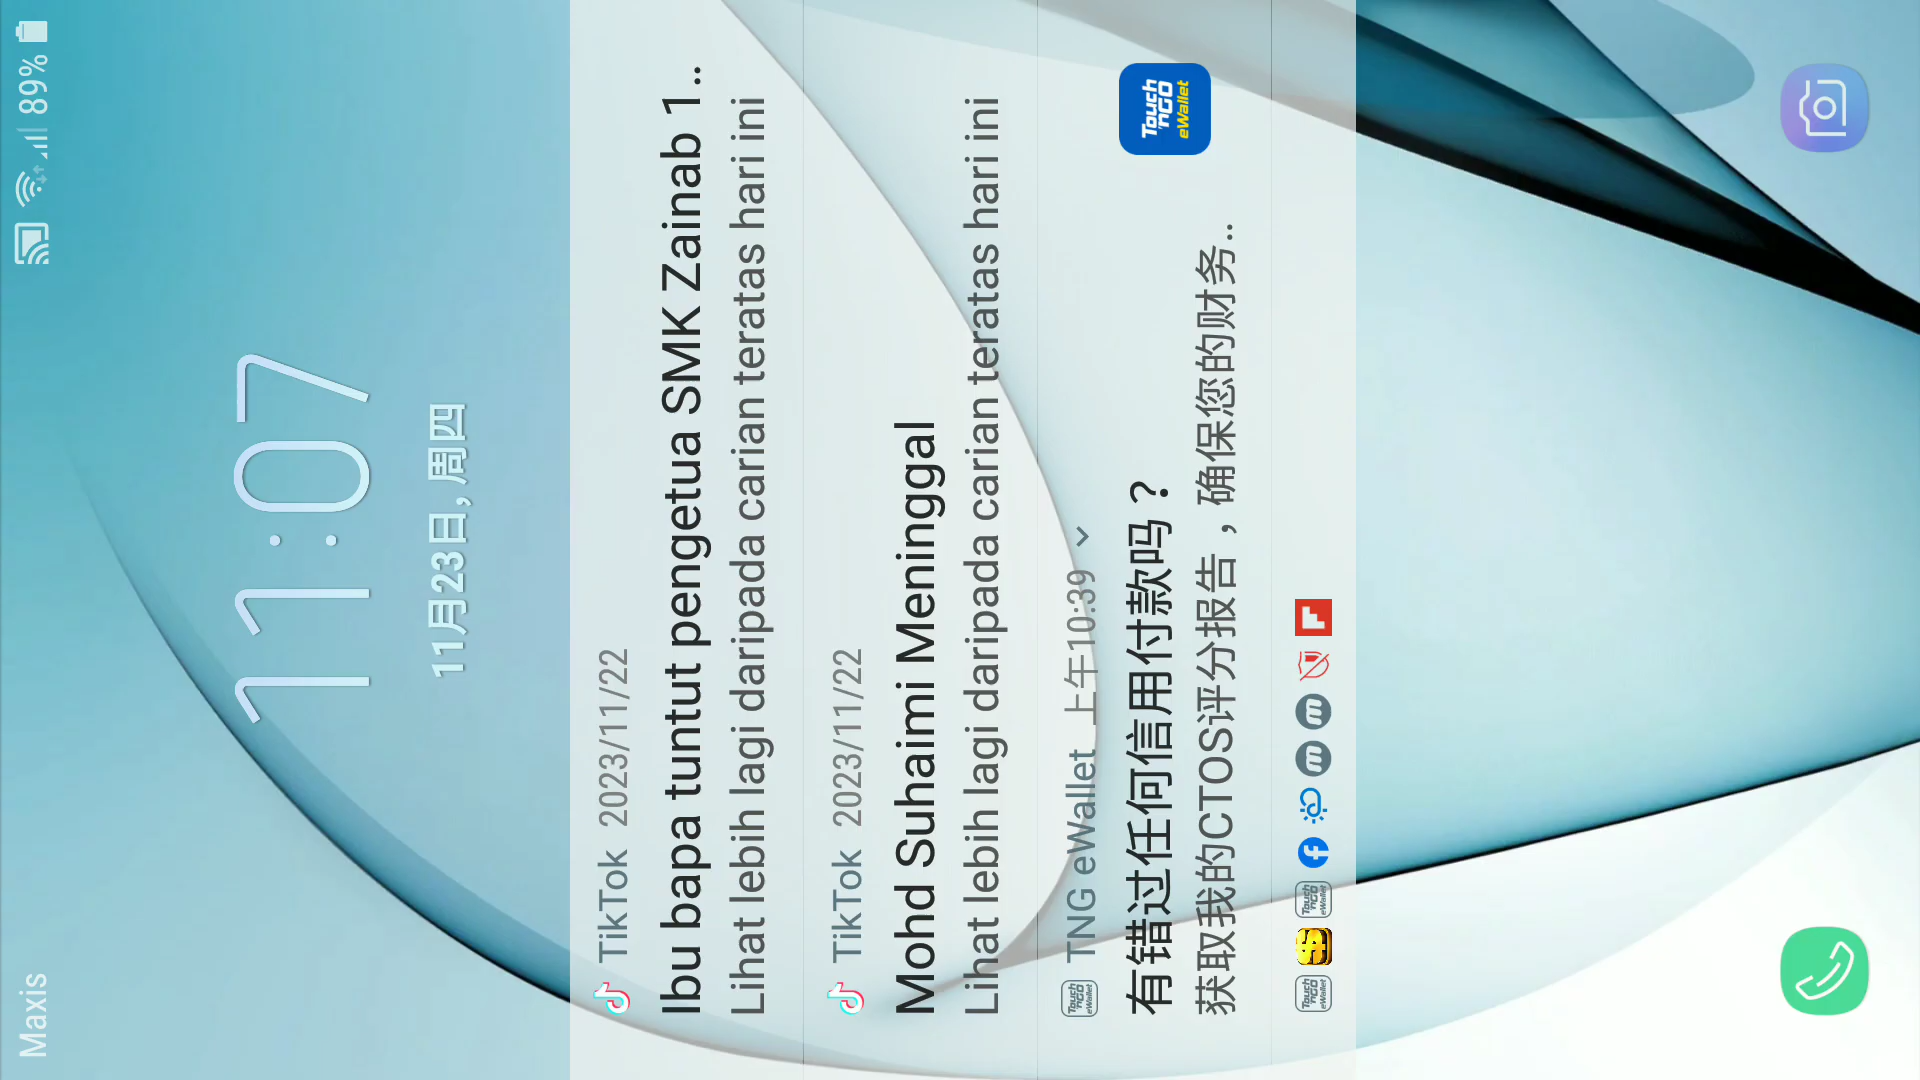 Maxis 89%
11:07
11月23日, 周四
TikTok 2023/11/22
Ibu bapa tuntut pengetua SMK Zainab 1..
Lihat lebih lagi daripada carian teratas hari ini
TikTok 2023/11/22
Mohd Suhaimi Meninggal
Lihat lebih lagi daripada carian teratas hari ini
TNG eWallet 上午10:39
有错过任何信用付款吗？
获取我的CTOS评分报告，确保您的财务..
Touch
'nGO
eWallet